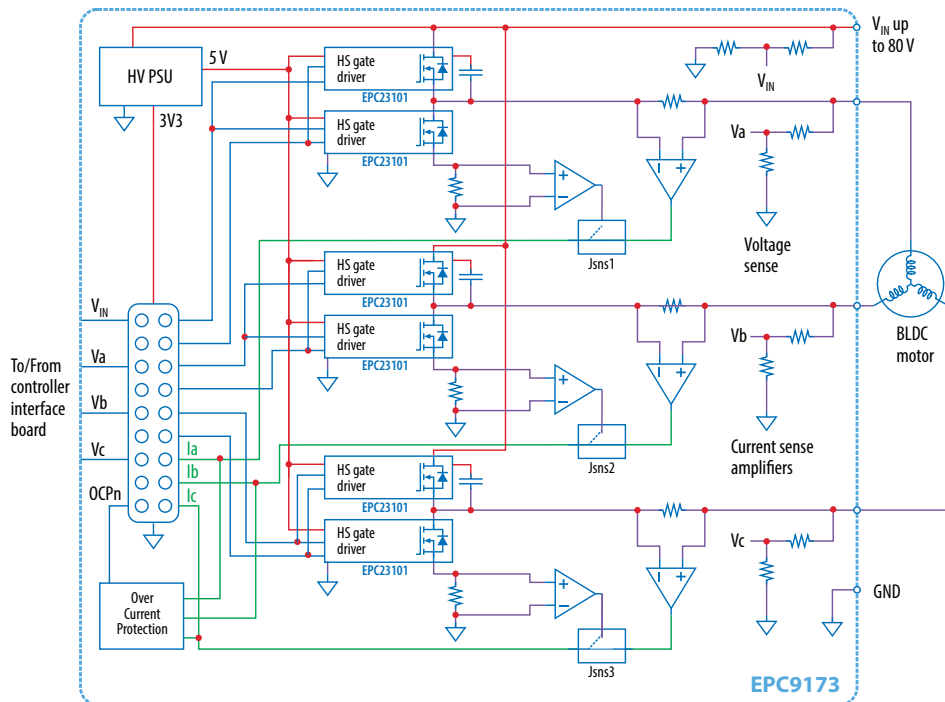 V_IN up
to 80 V
HV PSU
5 V
3V3
HS gate
driver
EPC23101
HS gate
driver
EPC23101
V_IN
Va
Voltage
sense
Jsns1
HS gate
driver
EPC23101
HS gate
driver
EPC23101
Vb
BLDC
motor
Current sense
amplifiers
Jsns2
To/From
controller
interface
board
V_IN
Va
Vb
Vc
OCPn
Ia
Ib
Ic
HS gate
driver
EPC23101
HS gate
driver
EPC23101
Vc
GND
Jsns3
Over
Current
Protection
EPC9173
+
−
−
+
+
−
−
+
+
−
−
+